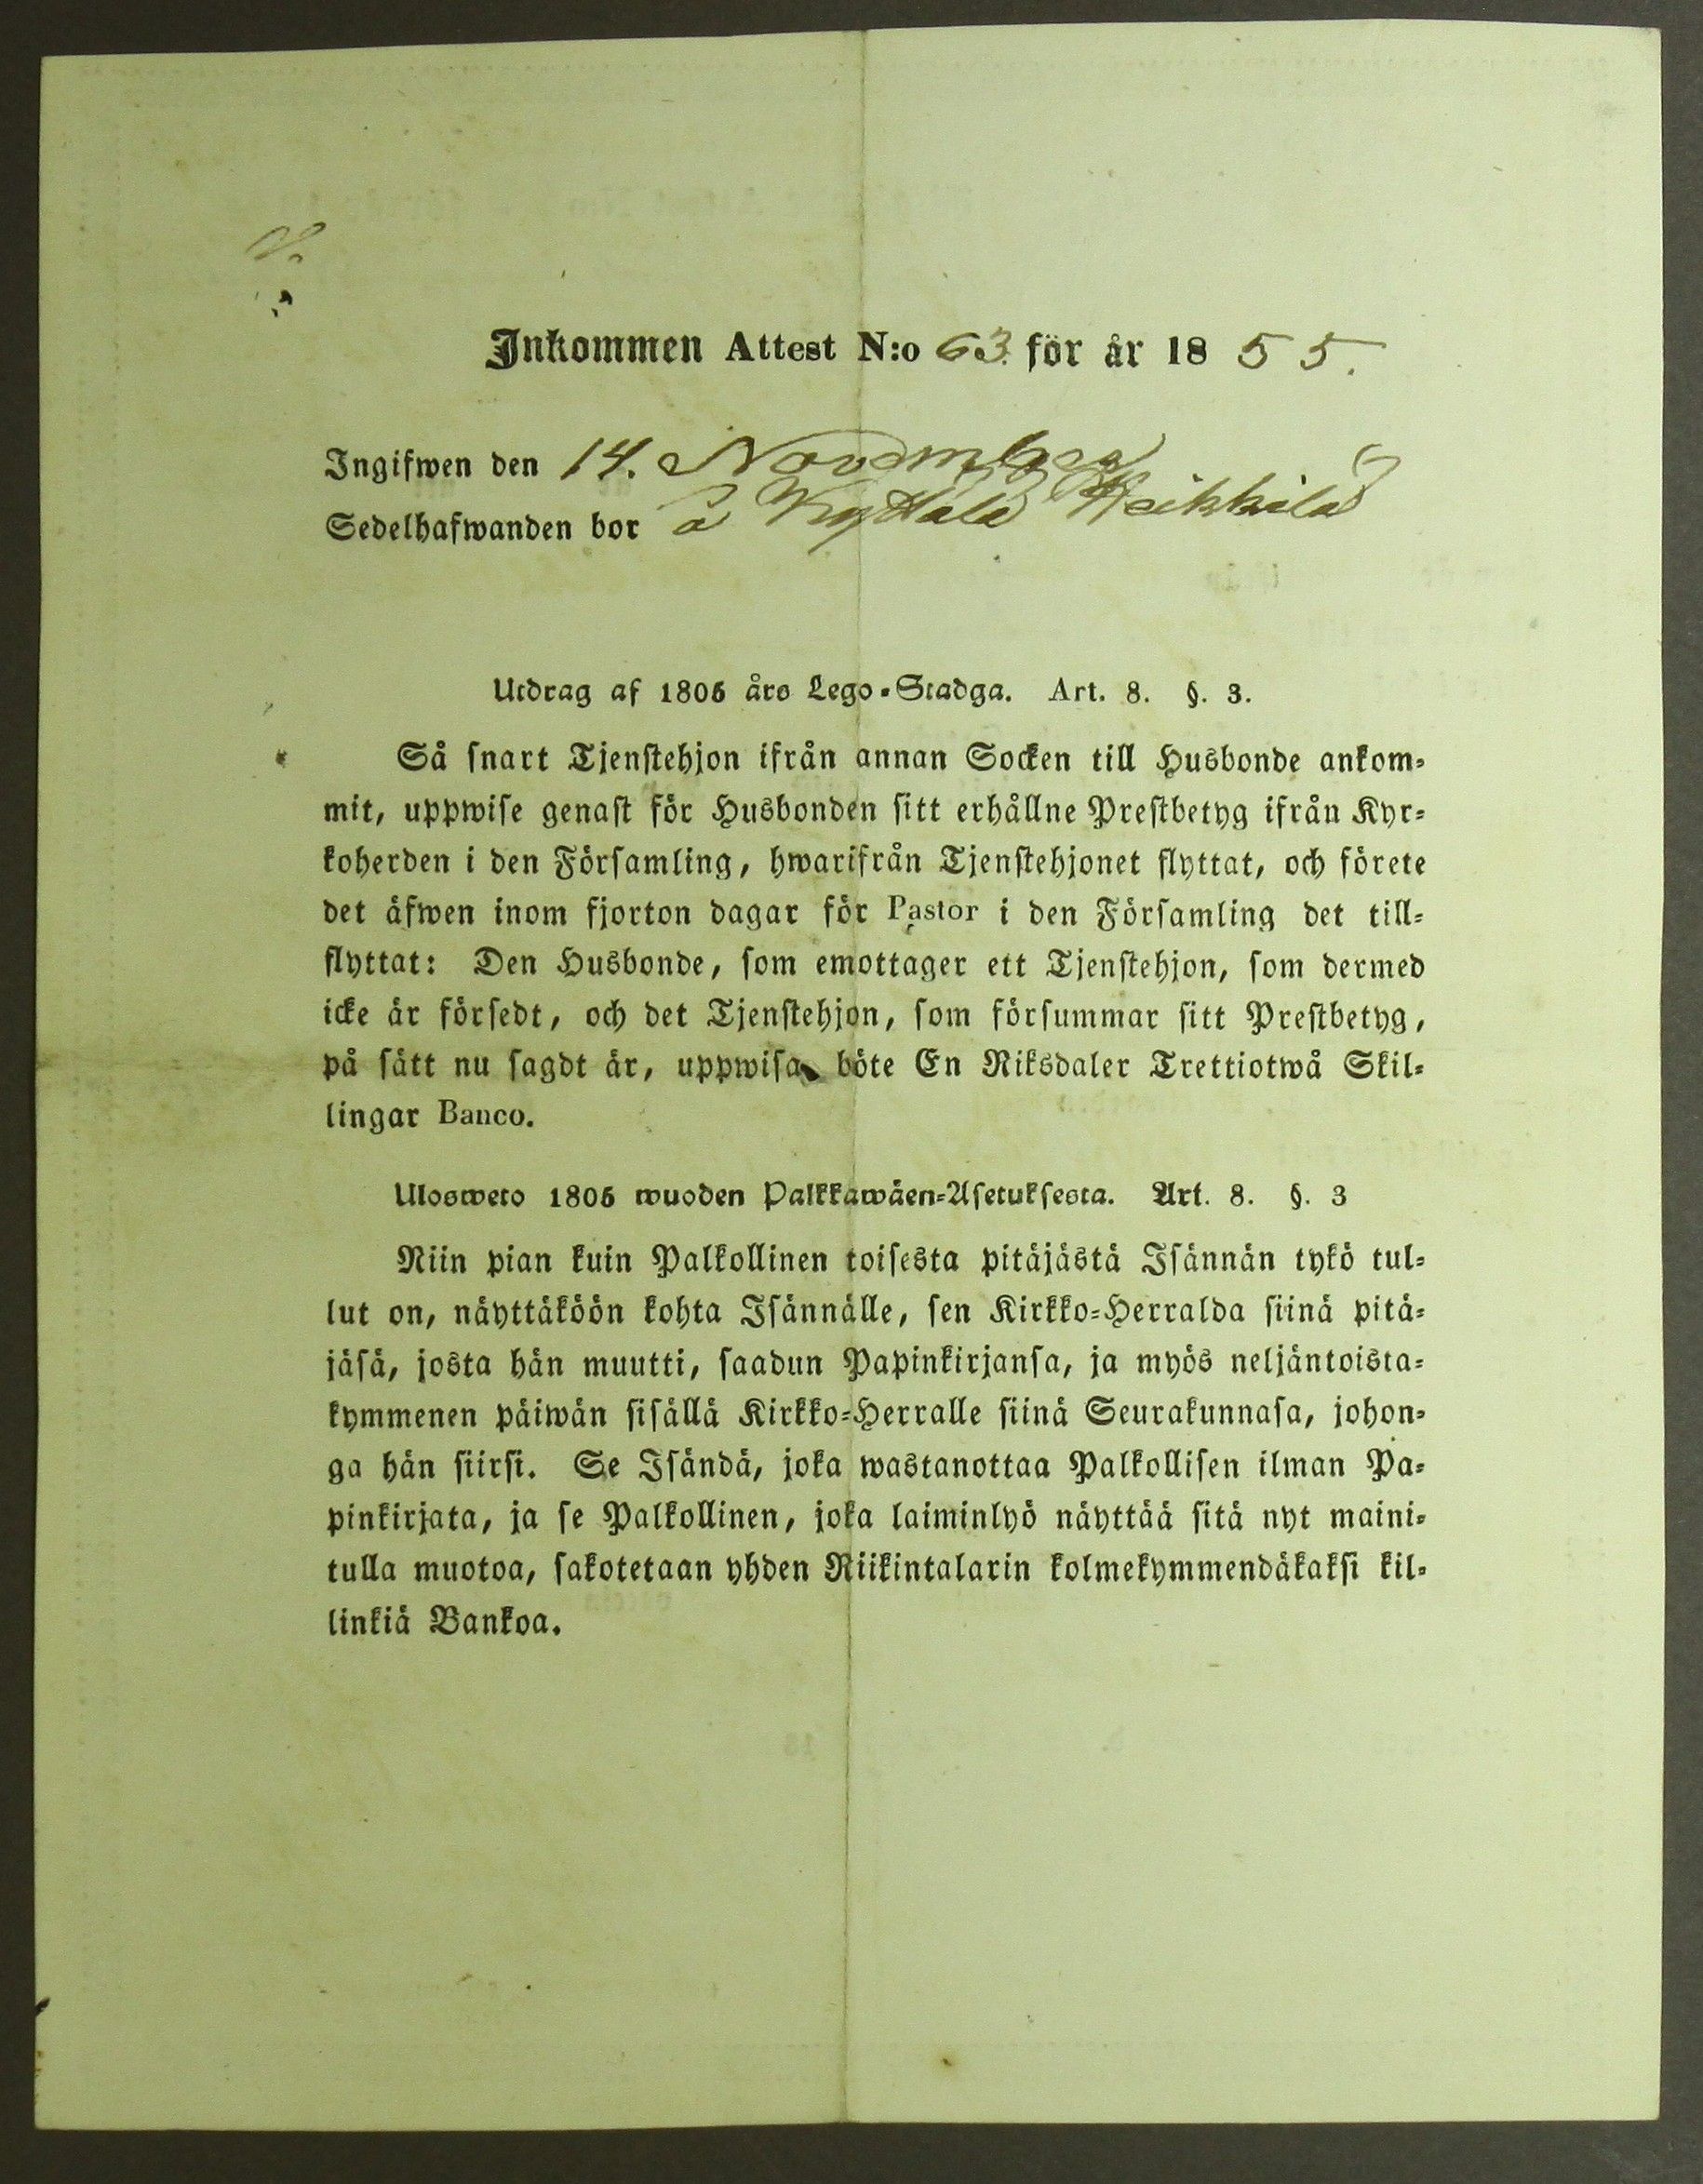 Inkommen Attest N:o 63. för år 1855.
Ingifwen den 14. November
Sedelhafwanden bor å Kyttälä Heikkilä
Utdrag af 1805 års Lego-Stadga. Art. 8. §. 3.
Så snart Tjenstehjon ifrån annan Socken till Husbonde ankom-
mit, uppwise genast för Husbonden sitt erhållne Prestbetyg ifrån Kyr-
koherden i den Församling, hwarifrån Tjenstehjonet flyttat, och förete
det äfwen inom fjorton dagar för Pastor i den Församling det till-
flyttat: Den Husbonde, som emottager ett Tjenstehjon, som dermed
icke är försedt, och det Tjenstehjon, som försummar sitt Prestbetyg,
på sätt nu sagdt är, uppwisa böte En Riksdaler Trettiotwå Skil-
lingar Banco.
Ulosweto 1805 wuoden Palkkawäen-Asetuksesta. Art. 8. §. 3
Niin pian kuin Palkollinen toisesta pitäjästä Isännän tykö tul-
lut on, näyttäköön kohta Isännälle, sen Kirkko-Herralda siinä pitä-
jäsä, josta hän muutti, saadun Papinkirjansa, ja myös neljäntoista-
kymmenen päiwän sisällä Kirkko-Herralle siinä Seurakunnasa, johon-
ga hän siirsi. Se Isändä, joka wastanottaa Palkollisen ilman Pa-
pinkirjata, ja se Palkollinen, joka laiminlyö näyttää sitä nyt maini-
tulla muotoa, sakotetaan yhden Riikintalarin kolmekymmendäkaksi kil-
linkiä Bankoa.